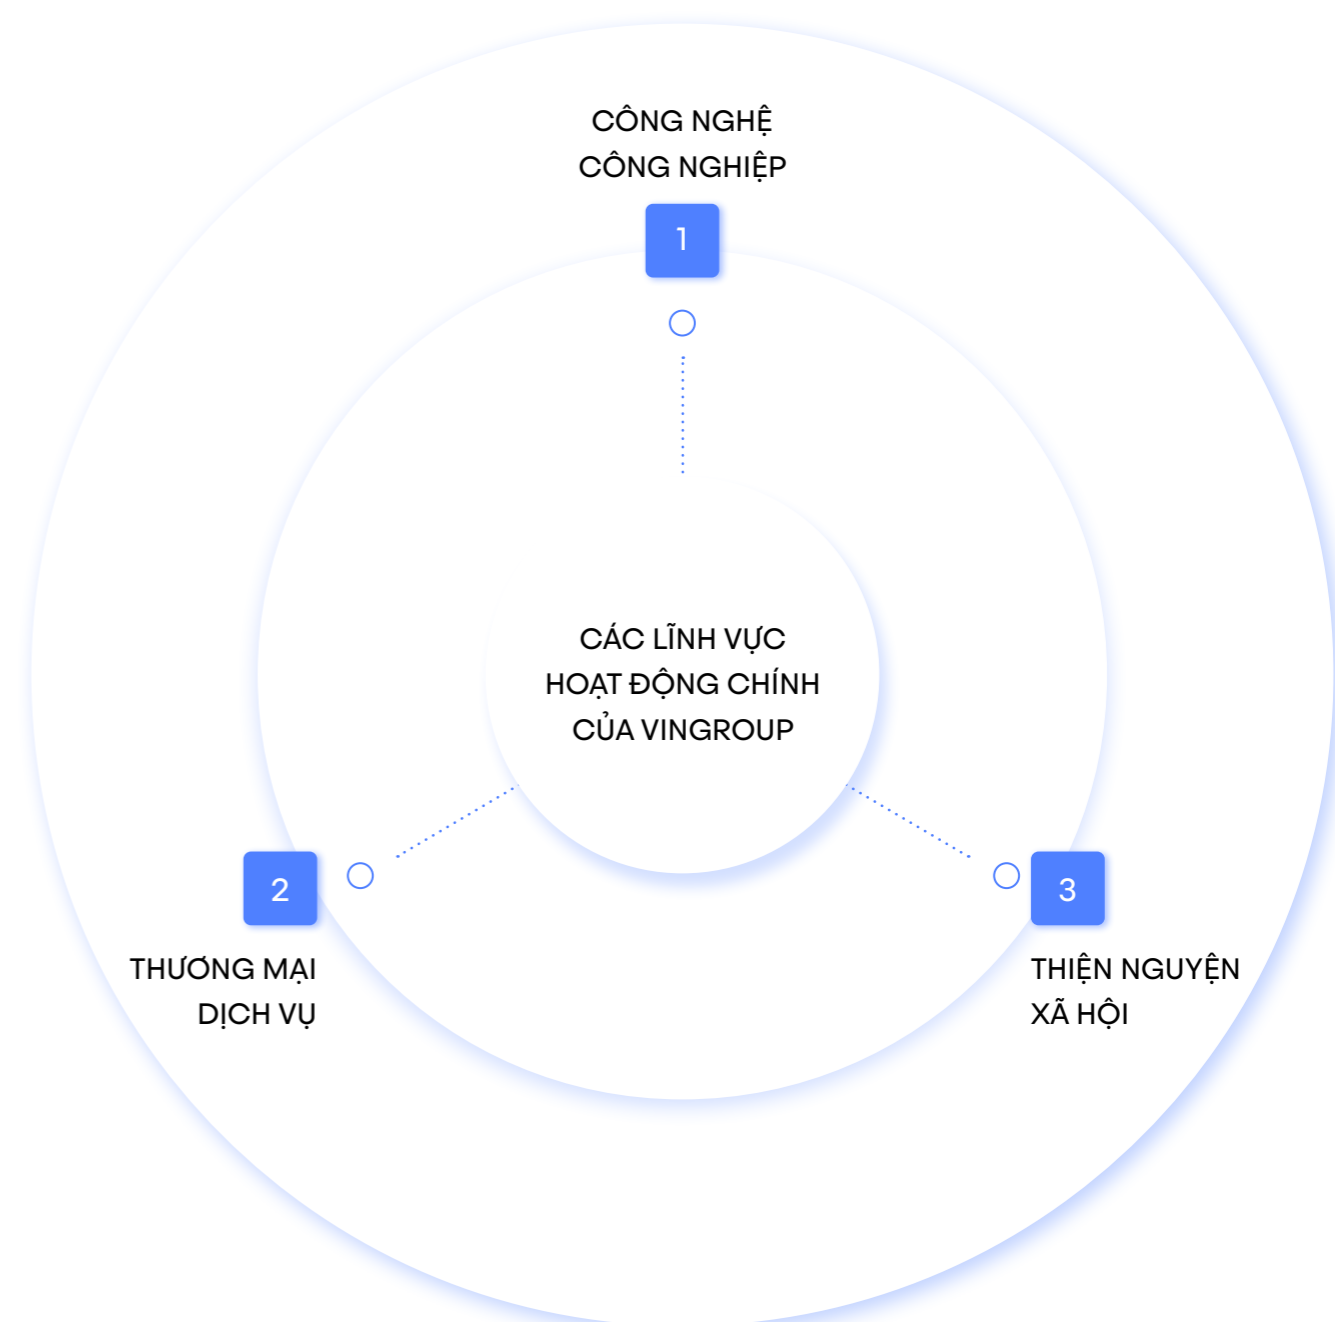 CÔNG NGHỆ
CÔNG NGHIỆP
1
CÁC LĨNH VỰC
HOẠT ĐỘNG CHÍNH
CỦA VINGROUP
2
THƯƠNG MẠI
DỊCH VỤ
3
THIỆN NGUYỆN
XÃ HỘI